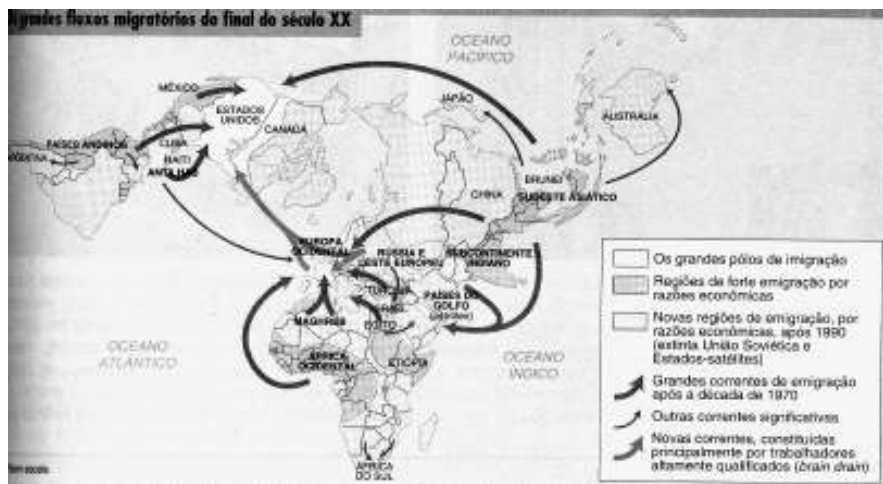 Grandes fluxos migratórios do final do século XX
OCEANO
PACÍFICO
MÉXICO
ESTADOS
UNIDOS
CANADÁ
JAPÃO
AUSTRÁLIA
PAÍSES ANDINOS
ARGENTINA
CUBA
HAITI
ANTILHAS
CHINA
BRUNEI
SUDESTE ASIÁTICO
EUROPA
OCIDENTAL
RÚSSIA E
LESTE EUROPEU
SUBCONTINENTE
INDIANO
TURQUIA
PAÍSES DO
GOLFO
(petróleo)
MAGHREB
EGITO
OCEANO
ATLÂNTICO
ÁFRICA
OCIDENTAL
ETIÓPIA
OCEANO
ÍNDICO
ÁFRICA
DO SUL
Os grandes pólos de imigração
Regiões de forte emigração por
razões econômicas
Novas regiões de emigração, por
razões econômicas, após 1990
(extinta União Soviética e
Estados-satélites)
Grandes correntes de emigração
após a década de 1970
Outras correntes significativas
Novas correntes, constituídas
principalmente por trabalhadores
altamente qualificados (brain drain)